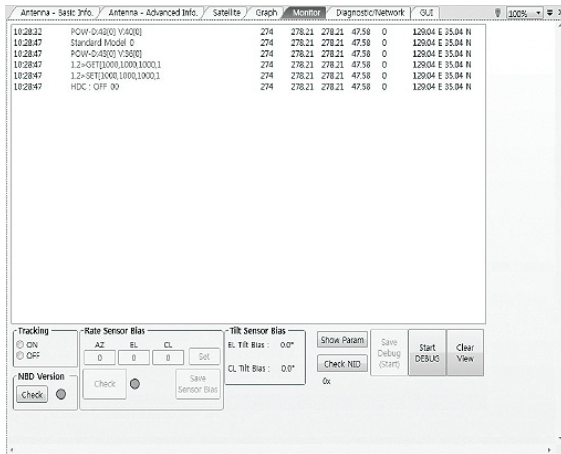 Antenna - Basic Info. Antenna - Advanced Info. Satellite Graph Monitor Diagnostic/Network GUI 100%
10:28:32 POW-D:43[0] V:40[0] 274 278.21 278.21 47.58 0 129.04 E 35.04 N
10:28:47 Standard Model 0 274 278.21 278.21 47.58 0 129.04 E 35.04 N
10:28:47 POW-D:43[0] V:36[0] 274 278.21 278.21 47.58 0 129.04 E 35.04 N
10:28:47 1.2>GET[1000,1000,1000,1 274 278.21 278.21 47.58 0 129.04 E 35.04 N
10:28:47 1.2>SET[1000,1000,1000,1 274 278.21 278.21 47.58 0 129.04 E 35.04 N
10:28:47 HDC : OFF 00 274 278.21 278.21 47.58 0 129.04 E 35.04 N
Tracking
ON
OFF
NBD Version
Check
Rate Sensor Bias
AZ EL CL
0 0 0 Set
Check Save Sensor Bias
Tilt Sensor Bias
EL Tilt Bias : 0.0°
CL Tilt Bias : 0.0°
Show Param
Check NID
0x
Save Debug (Start)
Start DEBUG
Clear View